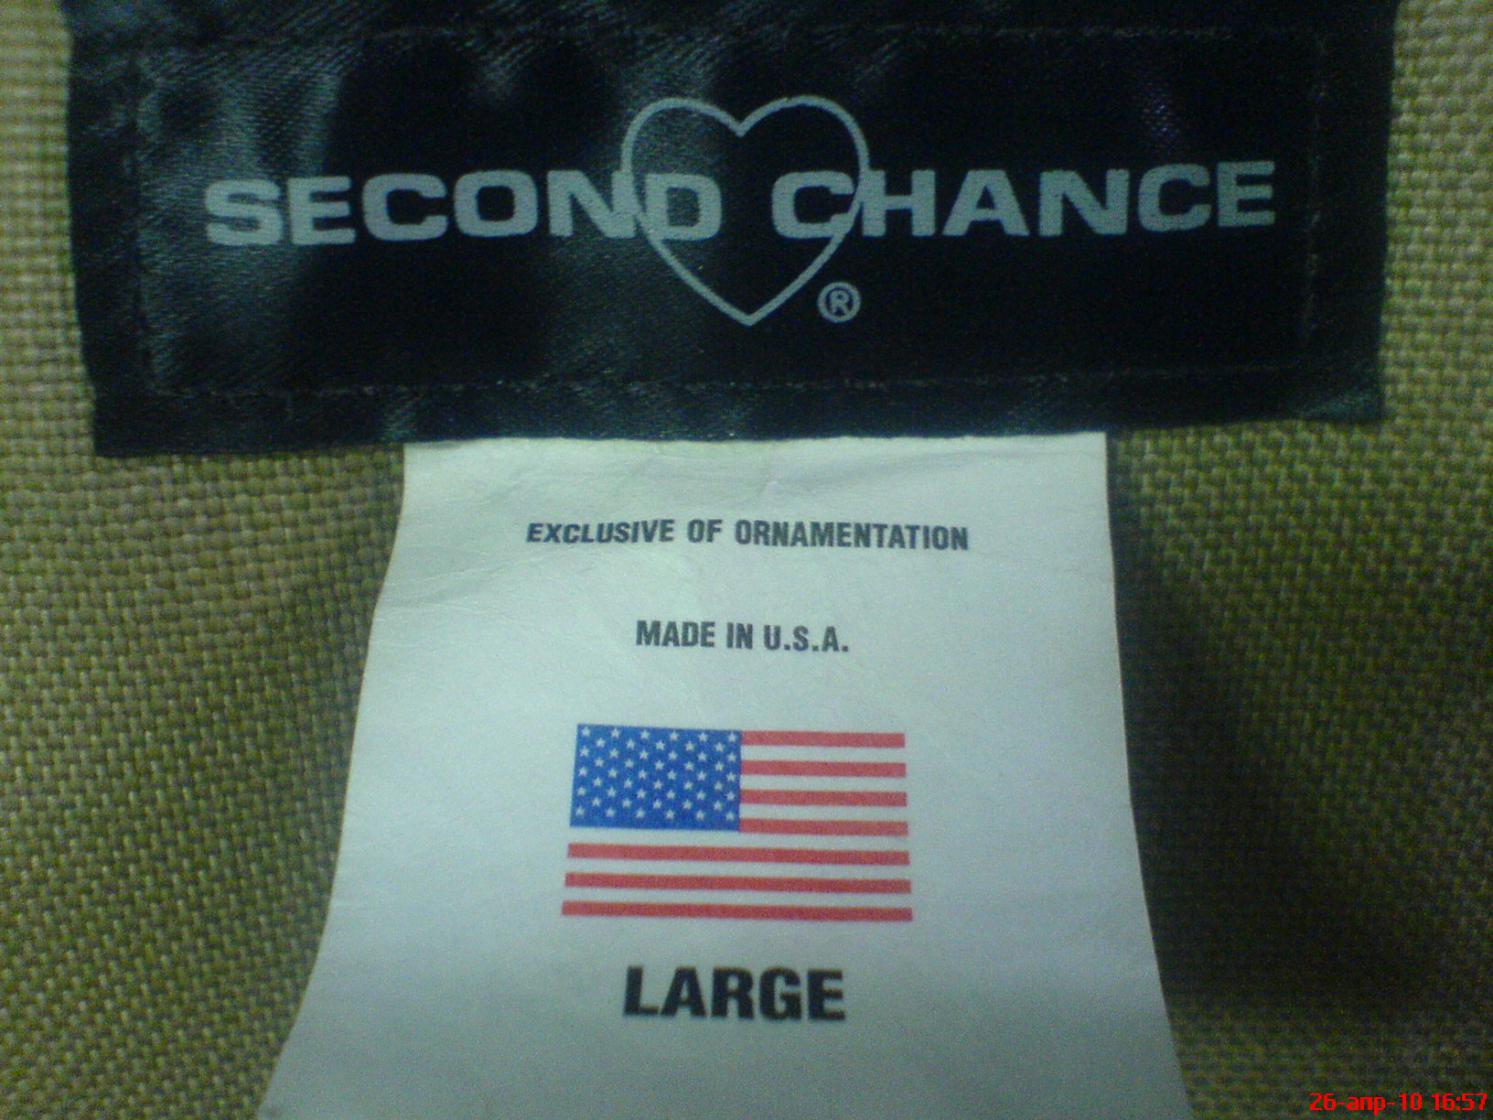 SECOND CHANCE
®
EXCLUSIVE OF ORNAMENTATION
MADE IN U.S.A.
LARGE
26-апр-10 16:57